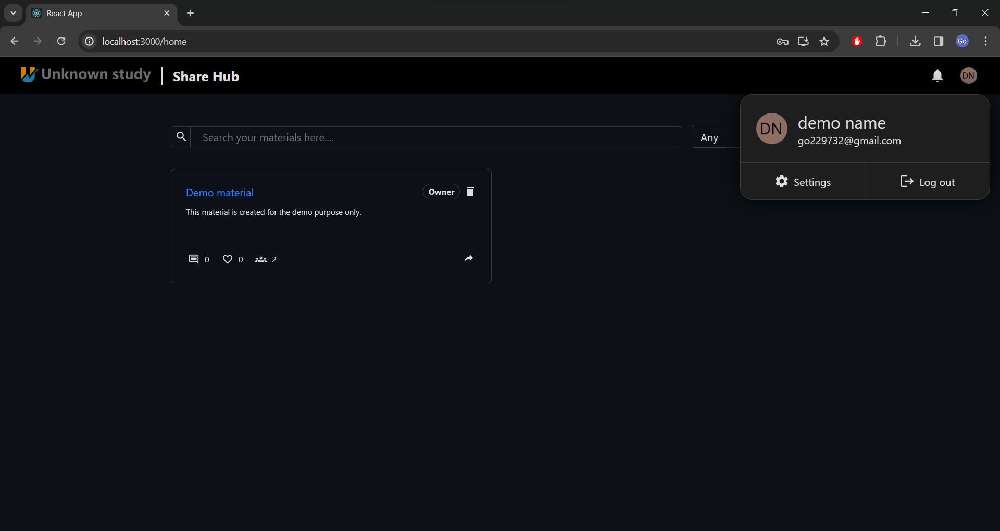 React App
localhost:3000/home
Go
Unknown study
Share Hub
DN
Search your materials here....
Any
DN
demo name
go229732@gmail.com
Settings
Log out
Demo material
Owner
This material is created for the demo purpose only.
0
0
2